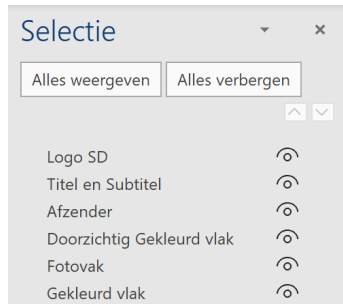 Selectie
Alles weergeven Alles verbergen
Logo SD
Titel en Subtitel
Afzender
Doorzichtig Gekleurd vlak
Fotovak
Gekleurd vlak